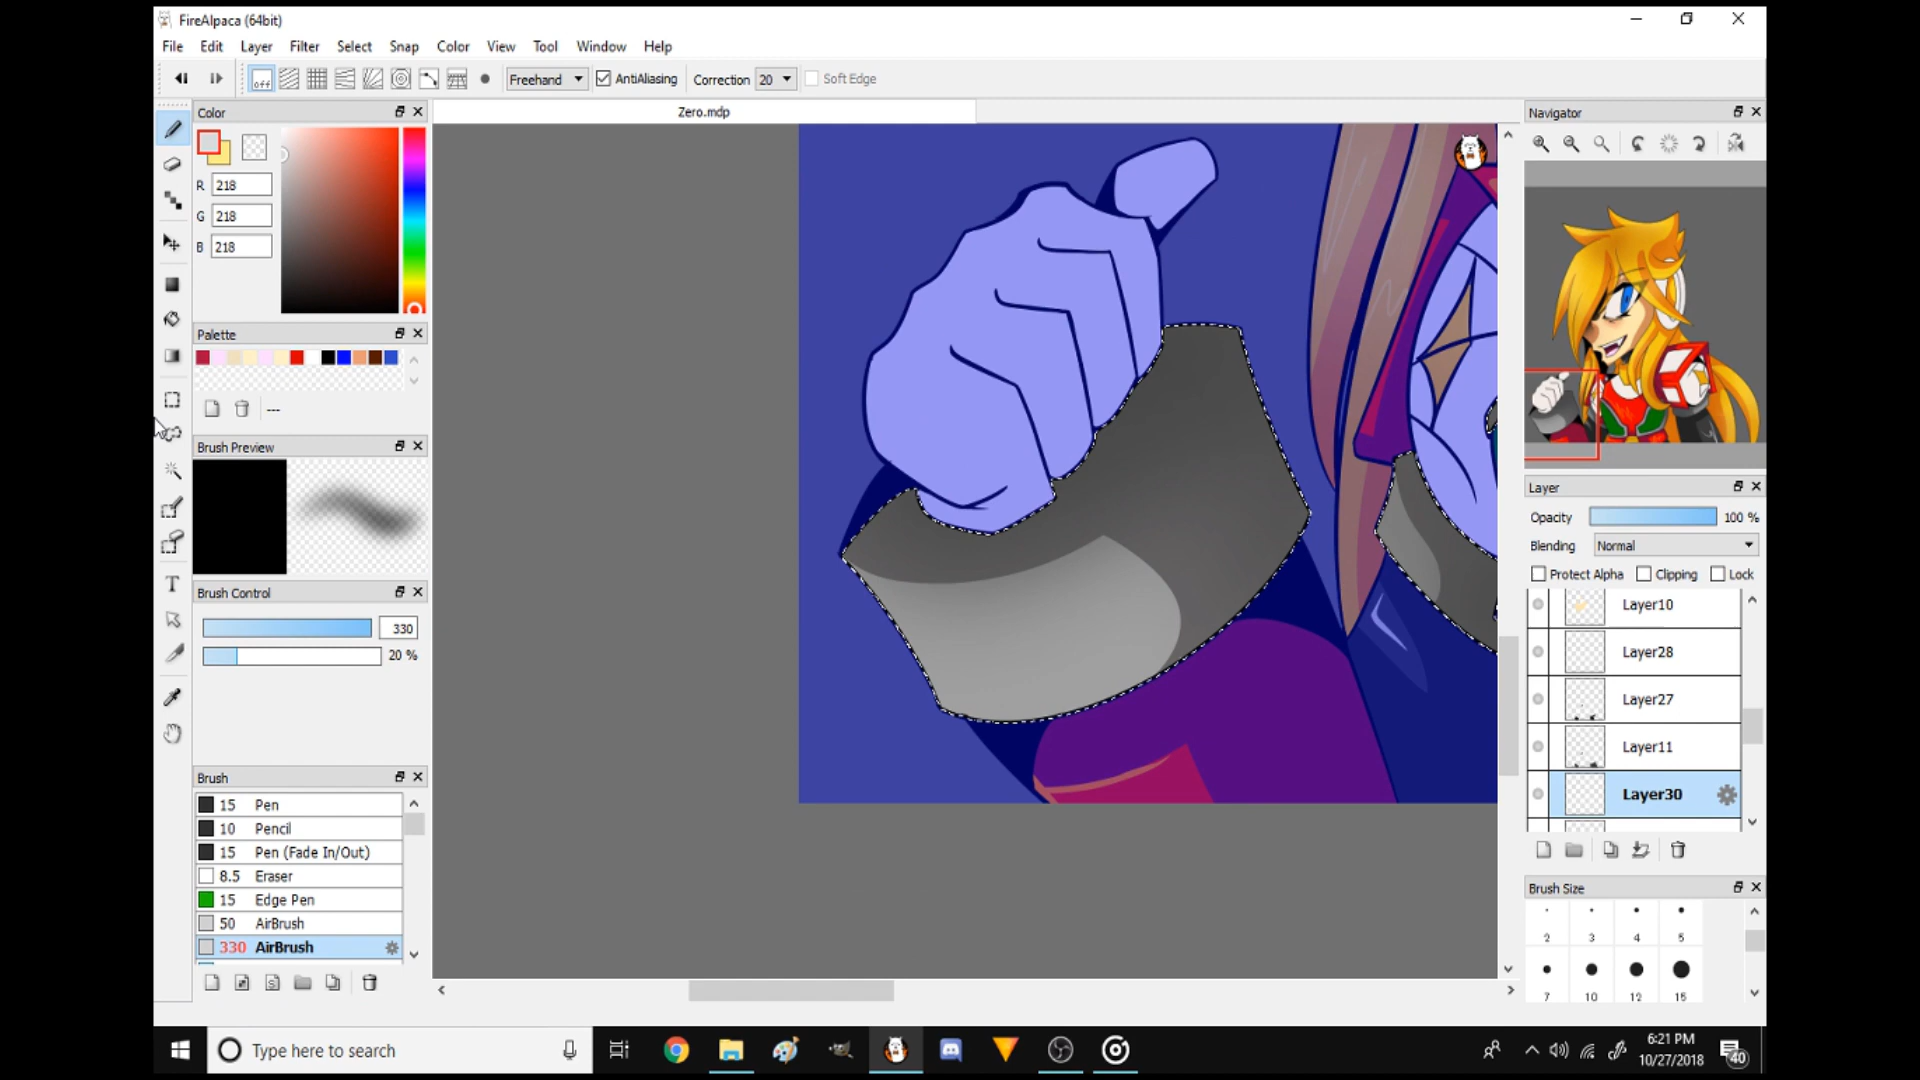 FireAlpaca (64bit)
File Edit Layer Filter Select Snap Color View Tool Window Help
off Freehand AntiAliasing Correction 20 Soft Edge
Color
Zero.mdp
Navigator
R 218
G 218
B 218
Palette
---
Brush Preview
Brush Control
330
20 %
Layer
Opacity 100 %
Blending Normal
Protect Alpha Clipping Lock
Layer10
Layer28
Layer27
Layer11
Layer30
Brush
15 Pen
10 Pencil
15 Pen (Fade In/Out)
8.5 Eraser
15 Edge Pen
50 AirBrush
330 AirBrush
Brush Size
2 3 4 5
7 10 12 15
T
Type here to search
6:21 PM
10/27/2018
40